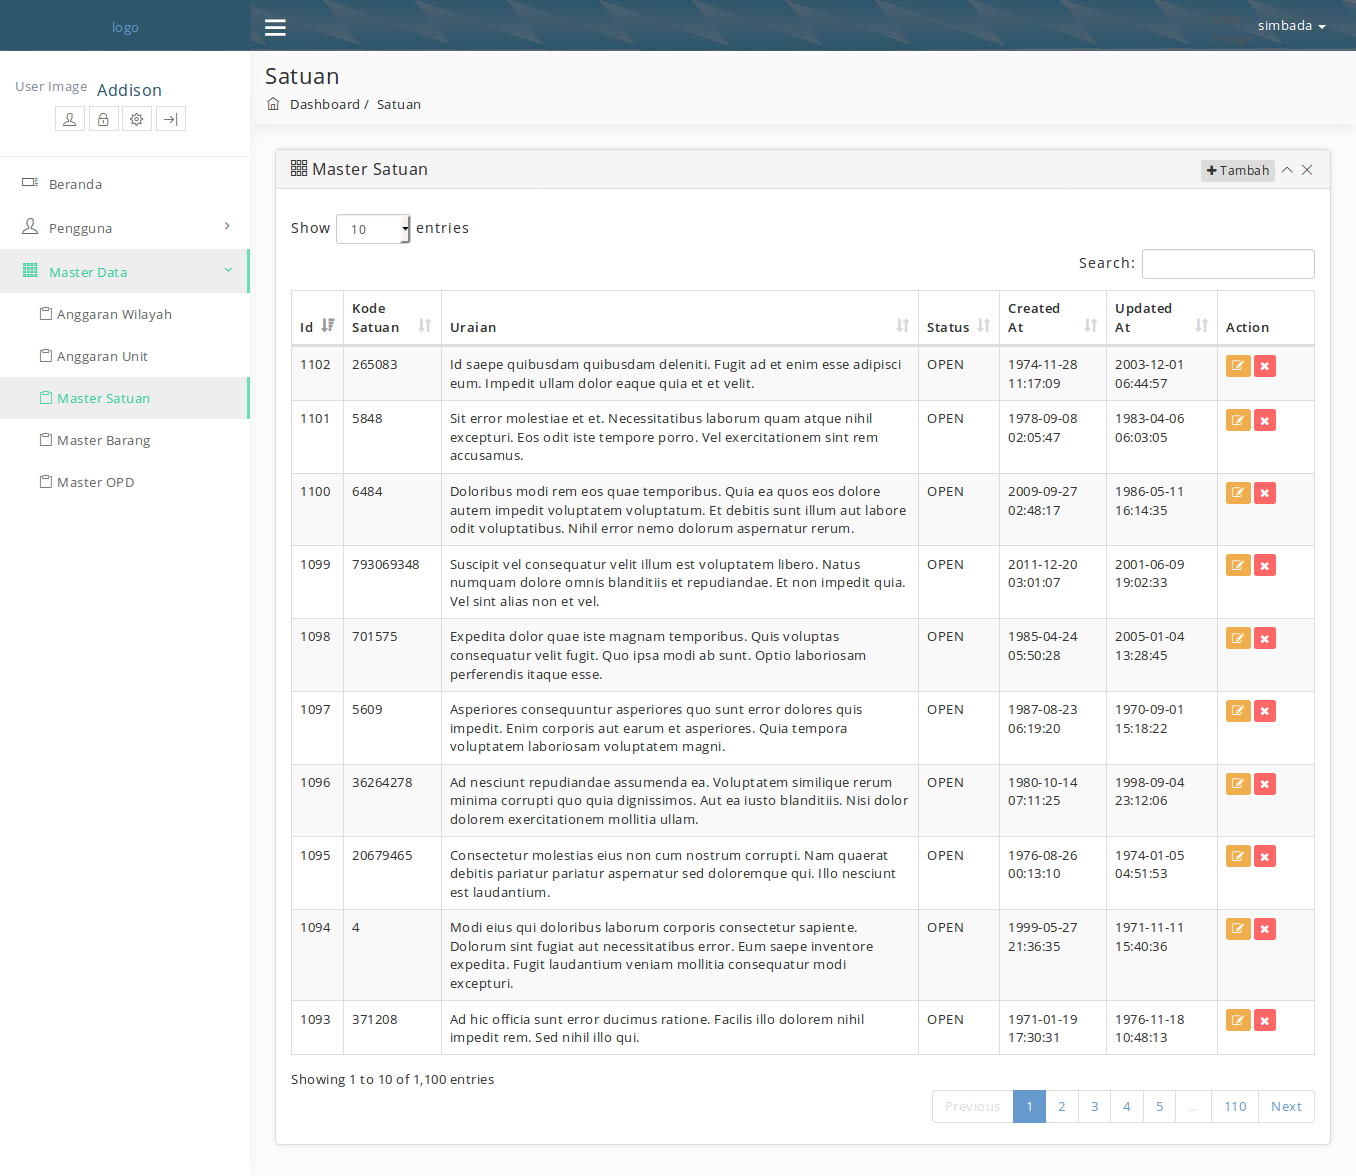 logo
simbada
User Image Addison
Satuan
Dashboard / Satuan
Beranda
Pengguna
Master Data
Anggaran Wilayah
Anggaran Unit
Master Satuan
Master Barang
Master OPD
Master Satuan
Tambah
Show 10 entries
Search:
Id Kode Satuan Uraian Status Created At Updated At Action
1102 265083 Id saepe quibusdam quibusdam deleniti. Fugit ad et enim esse adipisci OPEN 1974-11-28 2003-12-01
eum. Impedit ullam dolor eaque quia et et velit. 11:17:09 06:44:57
1101 5848 Sit error molestiae et et. Necessitatibus laborum quam atque nihil OPEN 1978-09-08 1983-04-06
excepturi. Eos odit iste tempore porro. Vel exercitationem sint rem 02:05:47 06:03:05
accusamus.
1100 6484 Doloribus modi rem eos quae temporibus. Quia ea quos eos dolore OPEN 2009-09-27 1986-05-11
autem impedit voluptatem voluptatum. Et debitis sunt illum aut labore 02:48:17 16:14:35
odit voluptatibus. Nihil error nemo dolorum aspernatur rerum.
1099 793069348 Suscipit vel consequatur velit illum est voluptatem libero. Natus OPEN 2011-12-20 2001-06-09
numquam dolore omnis blanditiis et repudiandae. Et non impedit quia. 03:01:07 19:02:33
Vel sint alias non et vel.
1098 701575 Expedita dolor quae iste magnam temporibus. Quis voluptas OPEN 1985-04-24 2005-01-04
consequatur velit fugit. Quo ipsa modi ab sunt. Optio laboriosam 05:50:28 13:28:45
perferendis itaque esse.
1097 5609 Asperiores consequuntur asperiores quo sunt error dolores quis OPEN 1987-08-23 1970-09-01
impedit. Enim corporis aut earum et asperiores. Quia tempora 06:19:20 15:18:22
voluptatem laboriosam voluptatem magni.
1096 36264278 Ad nesciunt repudiandae assumenda ea. Voluptatem similique rerum OPEN 1980-10-14 1998-09-04
minima corrupti quo quia dignissimos. Aut ea iusto blanditiis. Nisi dolor 07:11:25 23:12:06
dolorem exercitationem mollitia ullam.
1095 20679465 Consectetur molestias eius non cum nostrum corrupti. Nam quaerat OPEN 1976-08-26 1974-01-05
debitis pariatur pariatur aspernatur sed doloremque qui. Illo nesciunt 00:13:10 04:51:53
est laudantium.
1094 4 Modi eius qui doloribus laborum corporis consectetur sapiente. OPEN 1999-05-27 1971-11-11
Dolorum sint fugiat aut necessitatibus error. Eum saepe inventore 21:36:35 15:40:36
expedita. Fugit laudantium veniam mollitia consequatur modi
excepturi.
1093 371208 Ad hic officia sunt error ducimus ratione. Facilis illo dolorem nihil OPEN 1971-01-19 1976-11-18
impedit rem. Sed nihil illo qui. 17:30:31 10:48:13
Showing 1 to 10 of 1,100 entries
Previous 1 2 3 4 5 … 110 Next